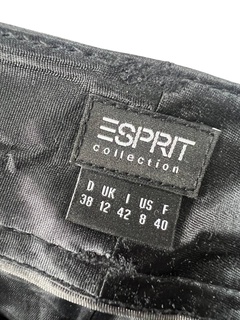 ESPRIT
collection
D UK I US F
38 12 42 8 40